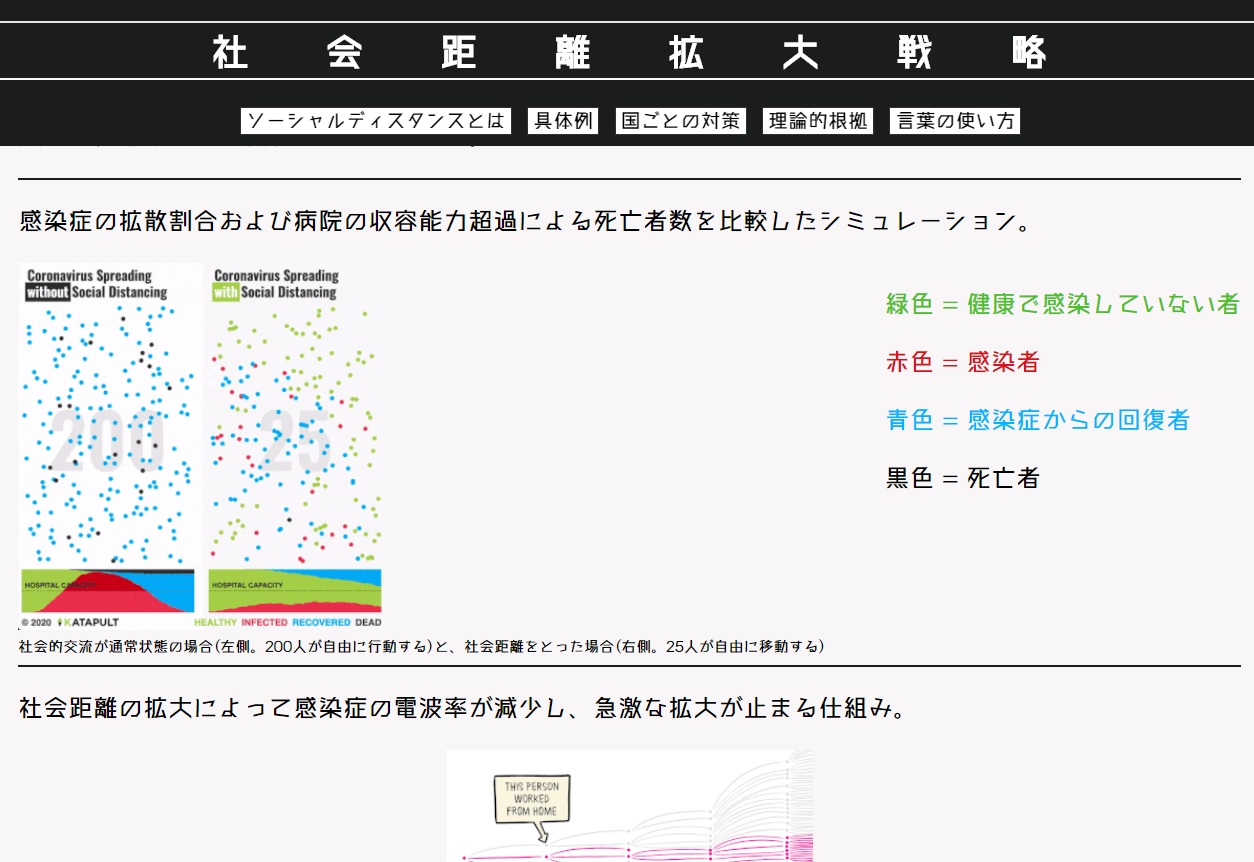 社会距離拡大戦略
ソーシャルディスタンスとは 具体例 国ごとの対策 理論的根拠 言葉の使い方
感染症の拡散割合および病院の収容能力超過による死亡者数を比較したシミュレーション。
Coronavirus Spreading
without Social Distancing
200
HOSPITAL CAPACITY
© 2020 KATAPULT
Coronavirus Spreading
with Social Distancing
25
HOSPITAL CAPACITY
HEALTHY INFECTED RECOVERED DEAD
緑色 = 健康で感染していない者
赤色 = 感染者
青色 = 感染症からの回復者
黒色 = 死亡者
社会的交流が通常状態の場合(左側。200人が自由に行動する)と、社会距離をとった場合(右側。25人が自由に移動する)
社会距離の拡大によって感染症の電波率が減少し、急激な拡大が止まる仕組み。
THIS PERSON
WORKED
FROM HOME